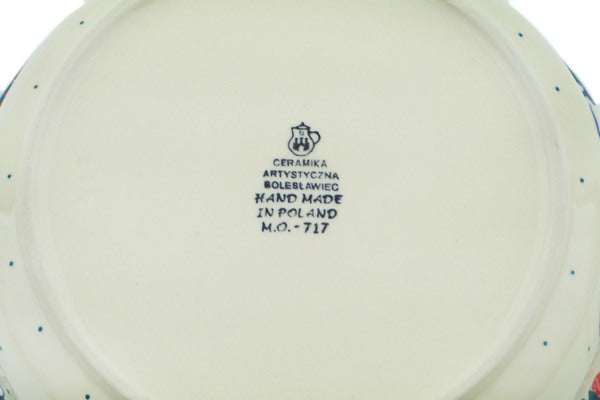 CERAMIKA
ARTYSTYCZNA
BOLESŁAWIEC
HAND MADE
IN POLAND
M.O.-717